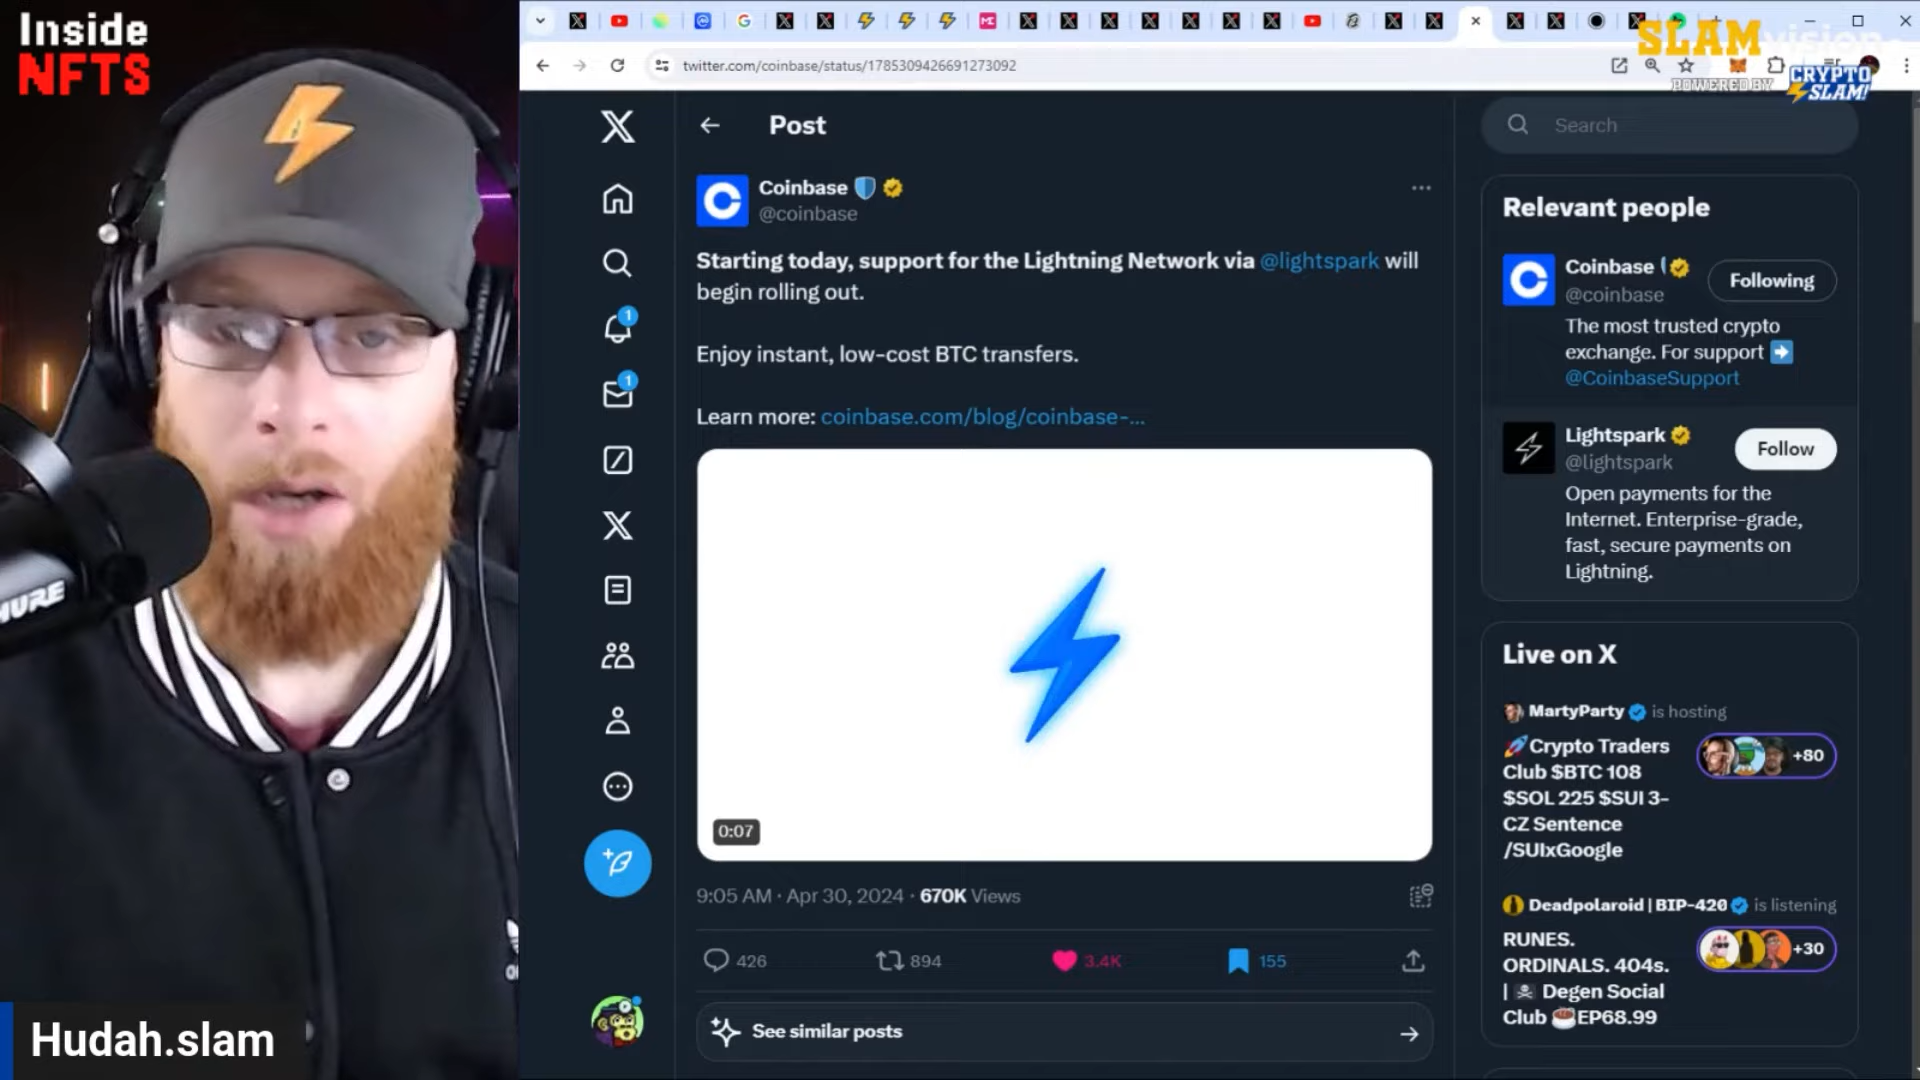 Inside
NFTS
HURE
Hudah.slam
twitter.com/coinbase/status/1785309426691273092
SLAMvision
POWERED BY
CRYPTO
SLAM!
Post
Search
Coinbase
@coinbase
Starting today, support for the Lightning Network via @lightspark will
begin rolling out.
Enjoy instant, low-cost BTC transfers.
Learn more: coinbase.com/blog/coinbase-...
0:07
9:05 AM · Apr 30, 2024 · 670K Views
426
894
3.4K
155
See similar posts
1
1
Relevant people
Coinbase
@coinbase
Following
The most trusted crypto
exchange. For support
@CoinbaseSupport
Lightspark
@lightspark
Follow
Open payments for the
Internet. Enterprise-grade,
fast, secure payments on
Lightning.
Live on X
MartyParty is hosting
Crypto Traders
Club $BTC 108
$SOL 225 $SUI 3-
CZ Sentence
/SUIxGoogle
+80
Deadpolaroid | BIP-420 is listening
RUNES.
ORDINALS. 404s.
| Degen Social
Club EP68.99
+30